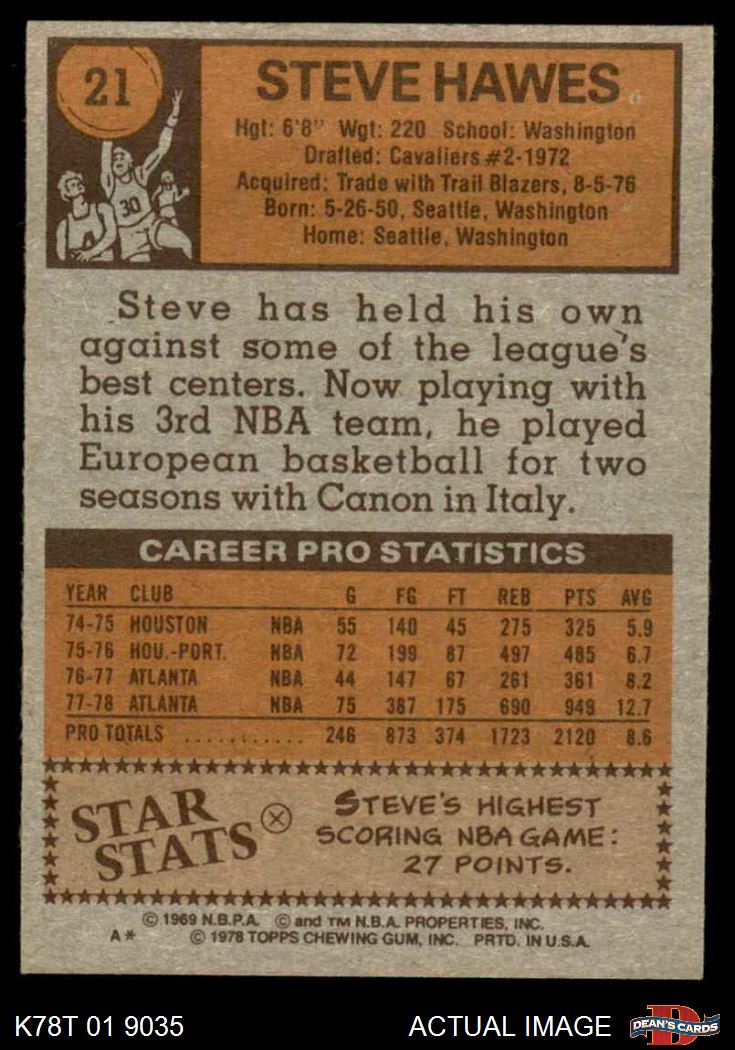 21
STEVE HAWES
Hgt: 6'8" Wgt: 220 School: Washington
Drafted: Cavaliers #2-1972
Acquired: Trade with Trail Blazers, 8-5-76
Born: 5-26-50, Seattle, Washington
Home: Seattle, Washington
30
Steve has held his own
against some of the league's
best centers. Now playing with
his 3rd NBA team, he played
European basketball for two
seasons with Canon in Italy.
CAREER PRO STATISTICS
YEAR CLUB G FG FT REB PTS AVG
74-75 HOUSTON NBA 55 140 45 275 325 5.9
75-76 HOU.-PORT. NBA 72 199 87 497 485 6.7
76-77 ATLANTA NBA 44 147 67 261 361 8.2
77-78 ATLANTA NBA 75 387 175 690 949 12.7
PRO TOTALS ............ 246 873 374 1723 2120 8.6
STAR
STATS
STEVE'S HIGHEST
SCORING NBA GAME:
27 POINTS.
© 1969 N.B.P.A. © and TM N.B.A. PROPERTIES, INC.
A* © 1978 TOPPS CHEWING GUM, INC. PRTD. IN U.S.A.
K78T 01 9035
ACTUAL IMAGE
D
DEAN'S CARDS